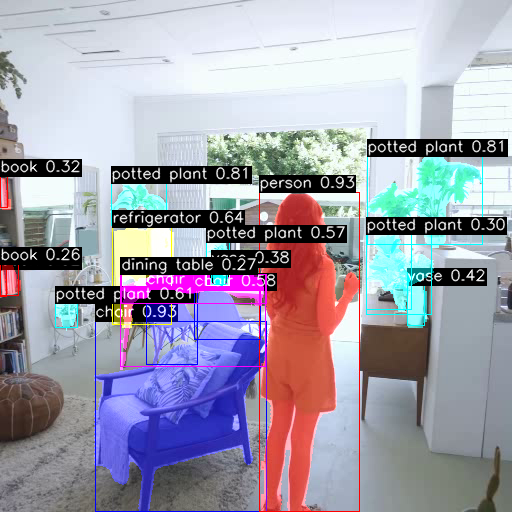 potted plant 0.81
book 0.32
potted plant 0.81
person 0.93
refrigerator 0.64
potted plant 0.30
potted plant 0.57
book 0.26
0.38
dining table 0.27
vase 0.42
chair
chair 0.58
potted plant 0.61
chair 0.93